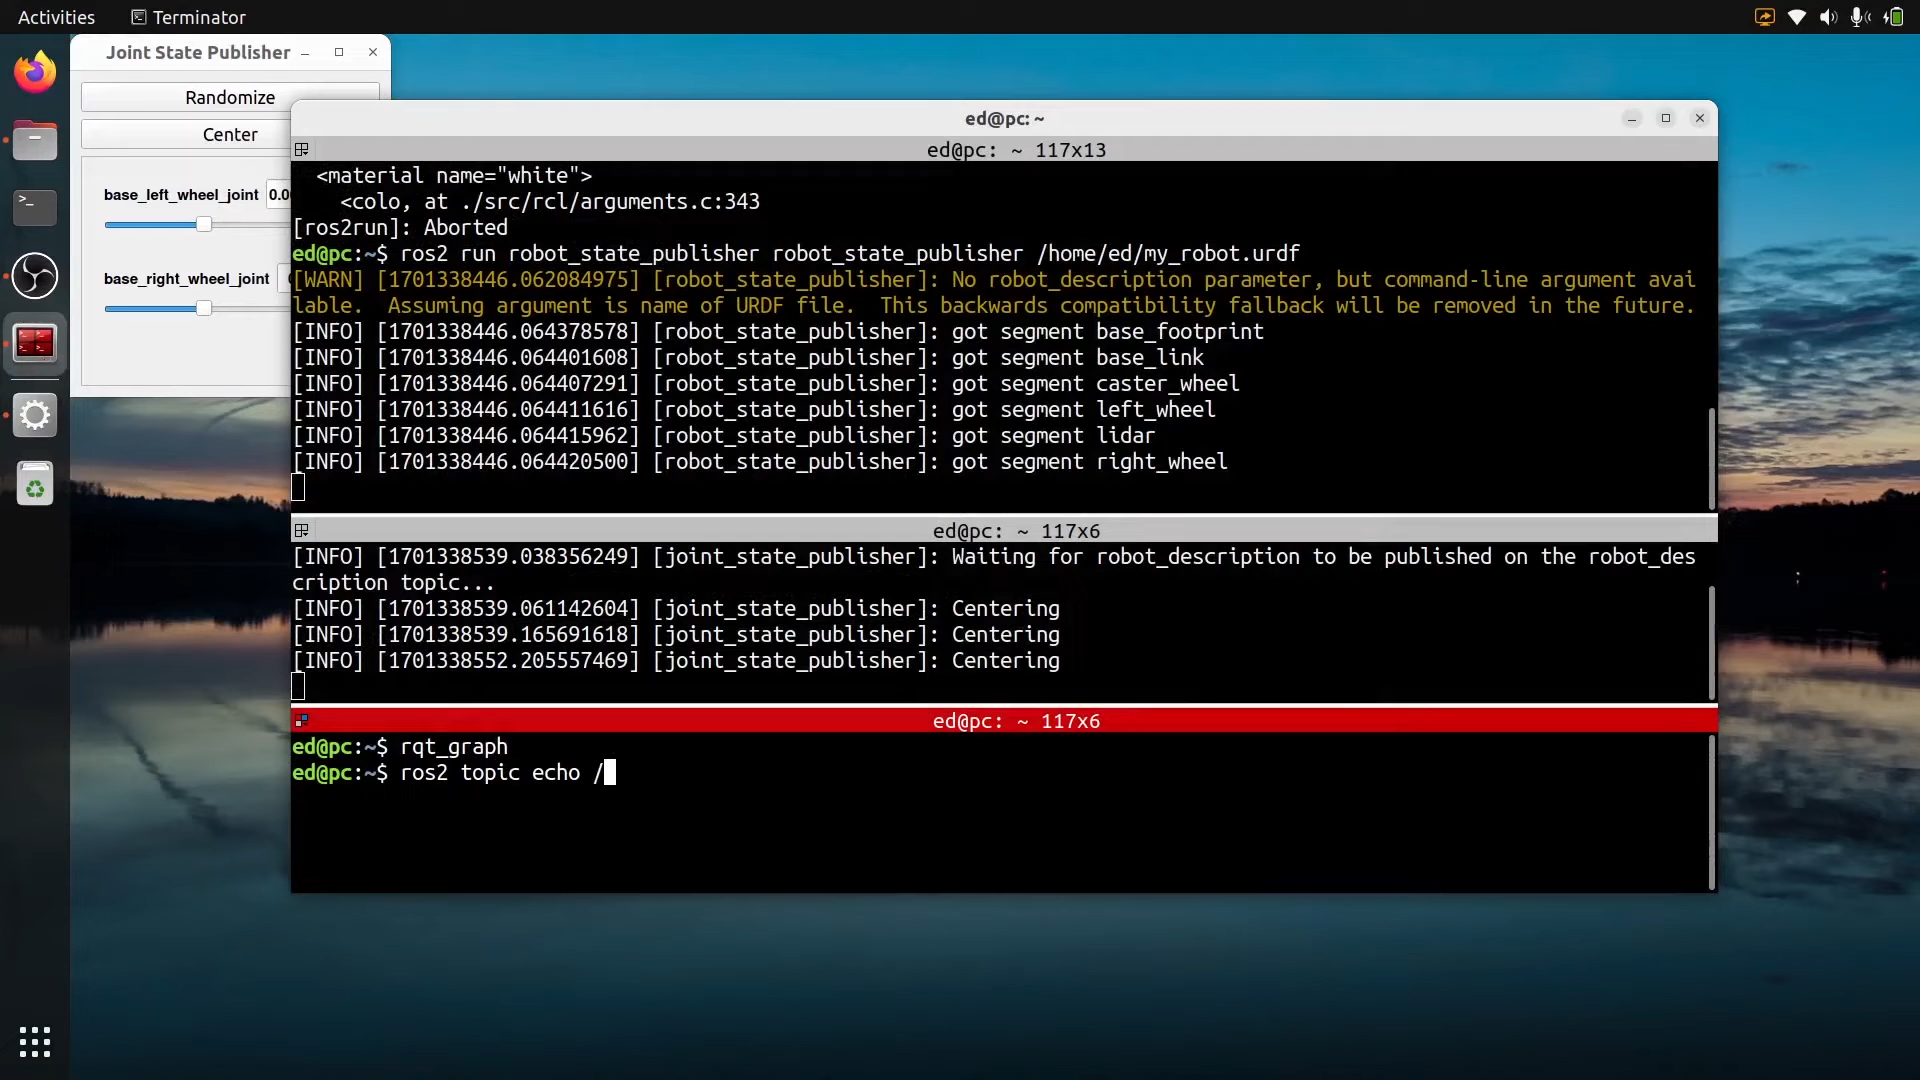 Activities
Terminator
Joint State Publisher
Randomize
Center
base_left_wheel_joint
base_right_wheel_joint
ed@pc: ~
ed@pc: ~ 117x13
<material name="white">
<colo, at ./src/rcl/arguments.c:343
[ros2run]: Aborted
ed@pc:~$ ros2 run robot_state_publisher robot_state_publisher /home/ed/my_robot.urdf
[WARN] [1701338446.062084975] [robot_state_publisher]: No robot_description parameter, but command-line argument avai
lable.  Assuming argument is name of URDF file.  This backwards compatibility fallback will be removed in the future.
[INFO] [1701338446.064378578] [robot_state_publisher]: got segment base_footprint
[INFO] [1701338446.064401608] [robot_state_publisher]: got segment base_link
[INFO] [1701338446.064407291] [robot_state_publisher]: got segment caster_wheel
[INFO] [1701338446.064411616] [robot_state_publisher]: got segment left_wheel
[INFO] [1701338446.064415962] [robot_state_publisher]: got segment lidar
[INFO] [1701338446.064420500] [robot_state_publisher]: got segment right_wheel
ed@pc: ~ 117x6
[INFO] [1701338539.038356249] [joint_state_publisher]: Waiting for robot_description to be published on the robot_des
cription topic...
[INFO] [1701338539.061142604] [joint_state_publisher]: Centering
[INFO] [1701338539.165691618] [joint_state_publisher]: Centering
[INFO] [1701338552.205557469] [joint_state_publisher]: Centering
ed@pc: ~ 117x6
ed@pc:~$ rqt_graph
ed@pc:~$ ros2 topic echo /